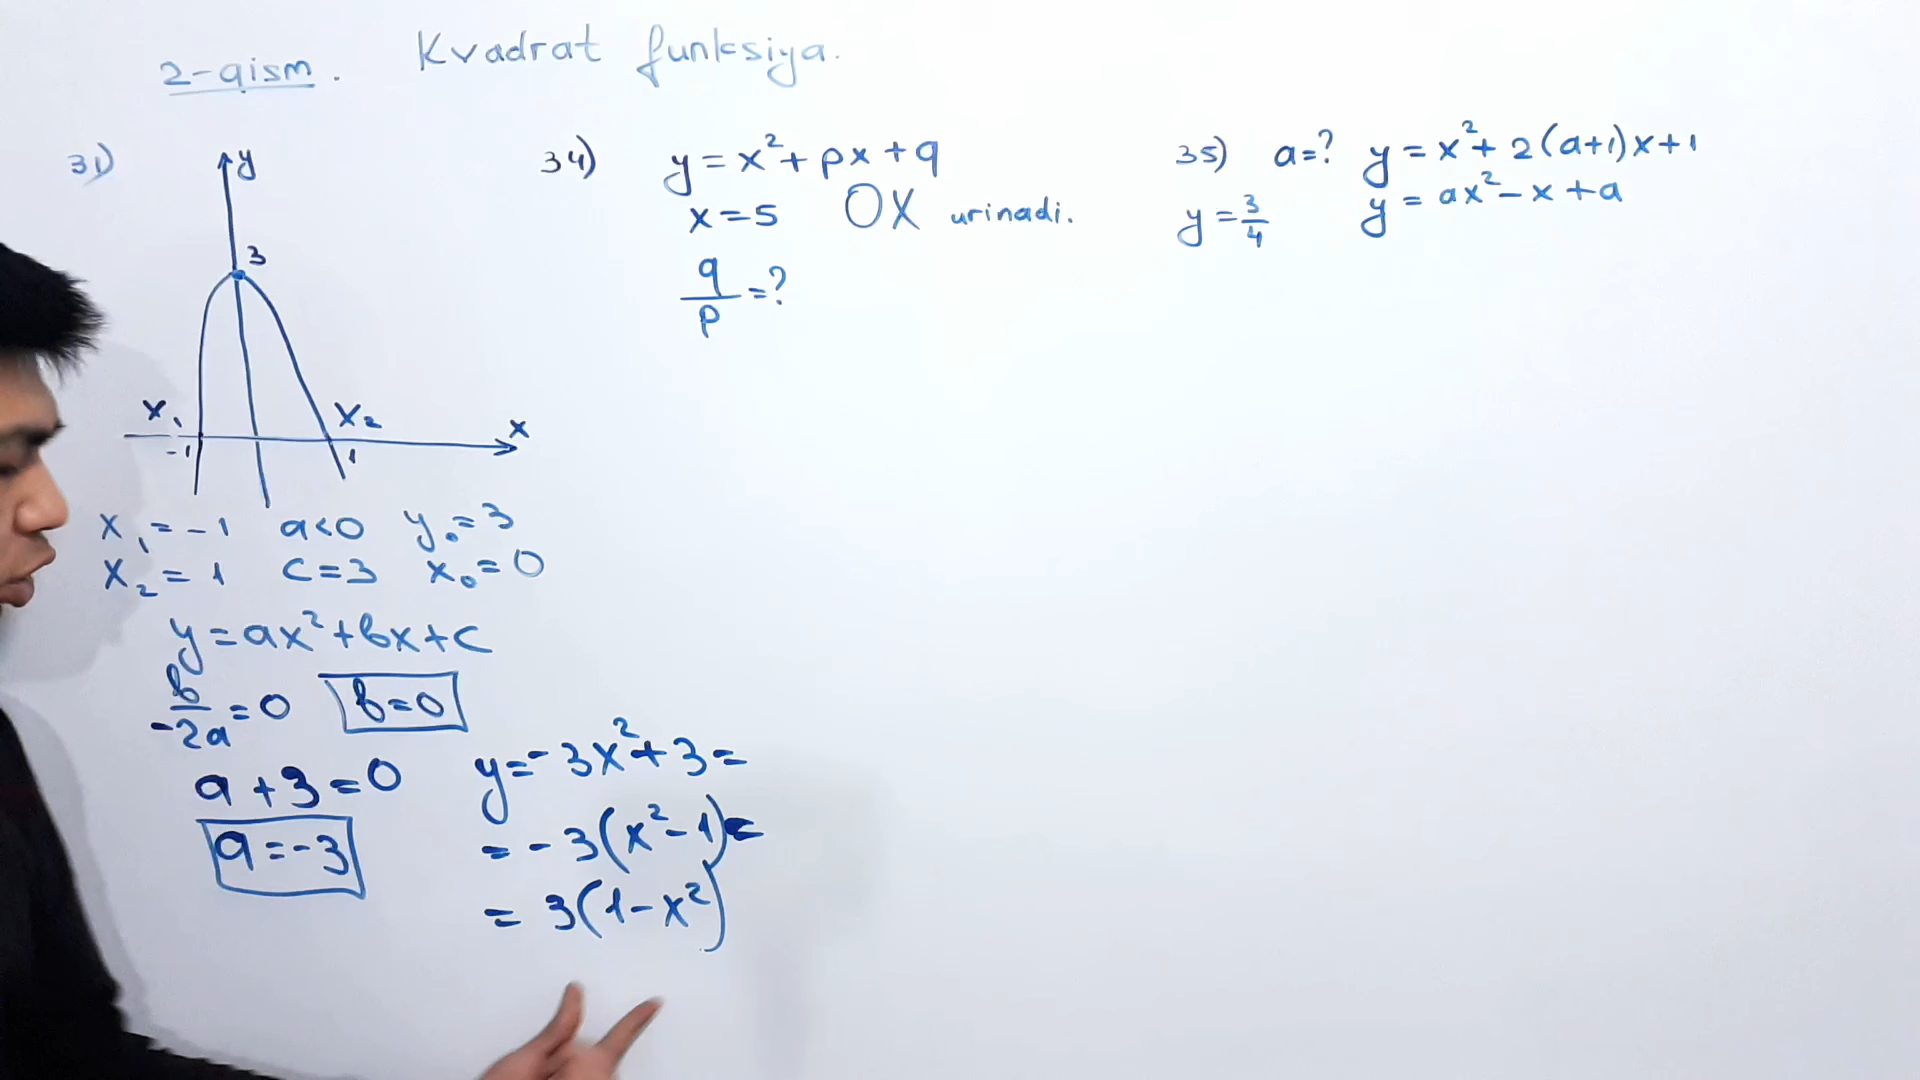 2-qism. Kvadrat funksiya.
31)
y
3
x₁ x₂ x
-1 1
x₁ = -1 a<0 y₀ = 3
x₂ = 1 c = 3 x₀ = 0
y = ax² + bx + c
b/-2a = 0 b = 0
a + 3 = 0
a = -3
y = -3x² + 3 =
= -3(x² - 1) =
= 3(1 - x²)
34) y = x² + px + q
x = 5 OX urinadi.
q/p = ?
35) a = ? y = x² + 2(a+1)x + 1
y = 3/4 y = ax² - x + a